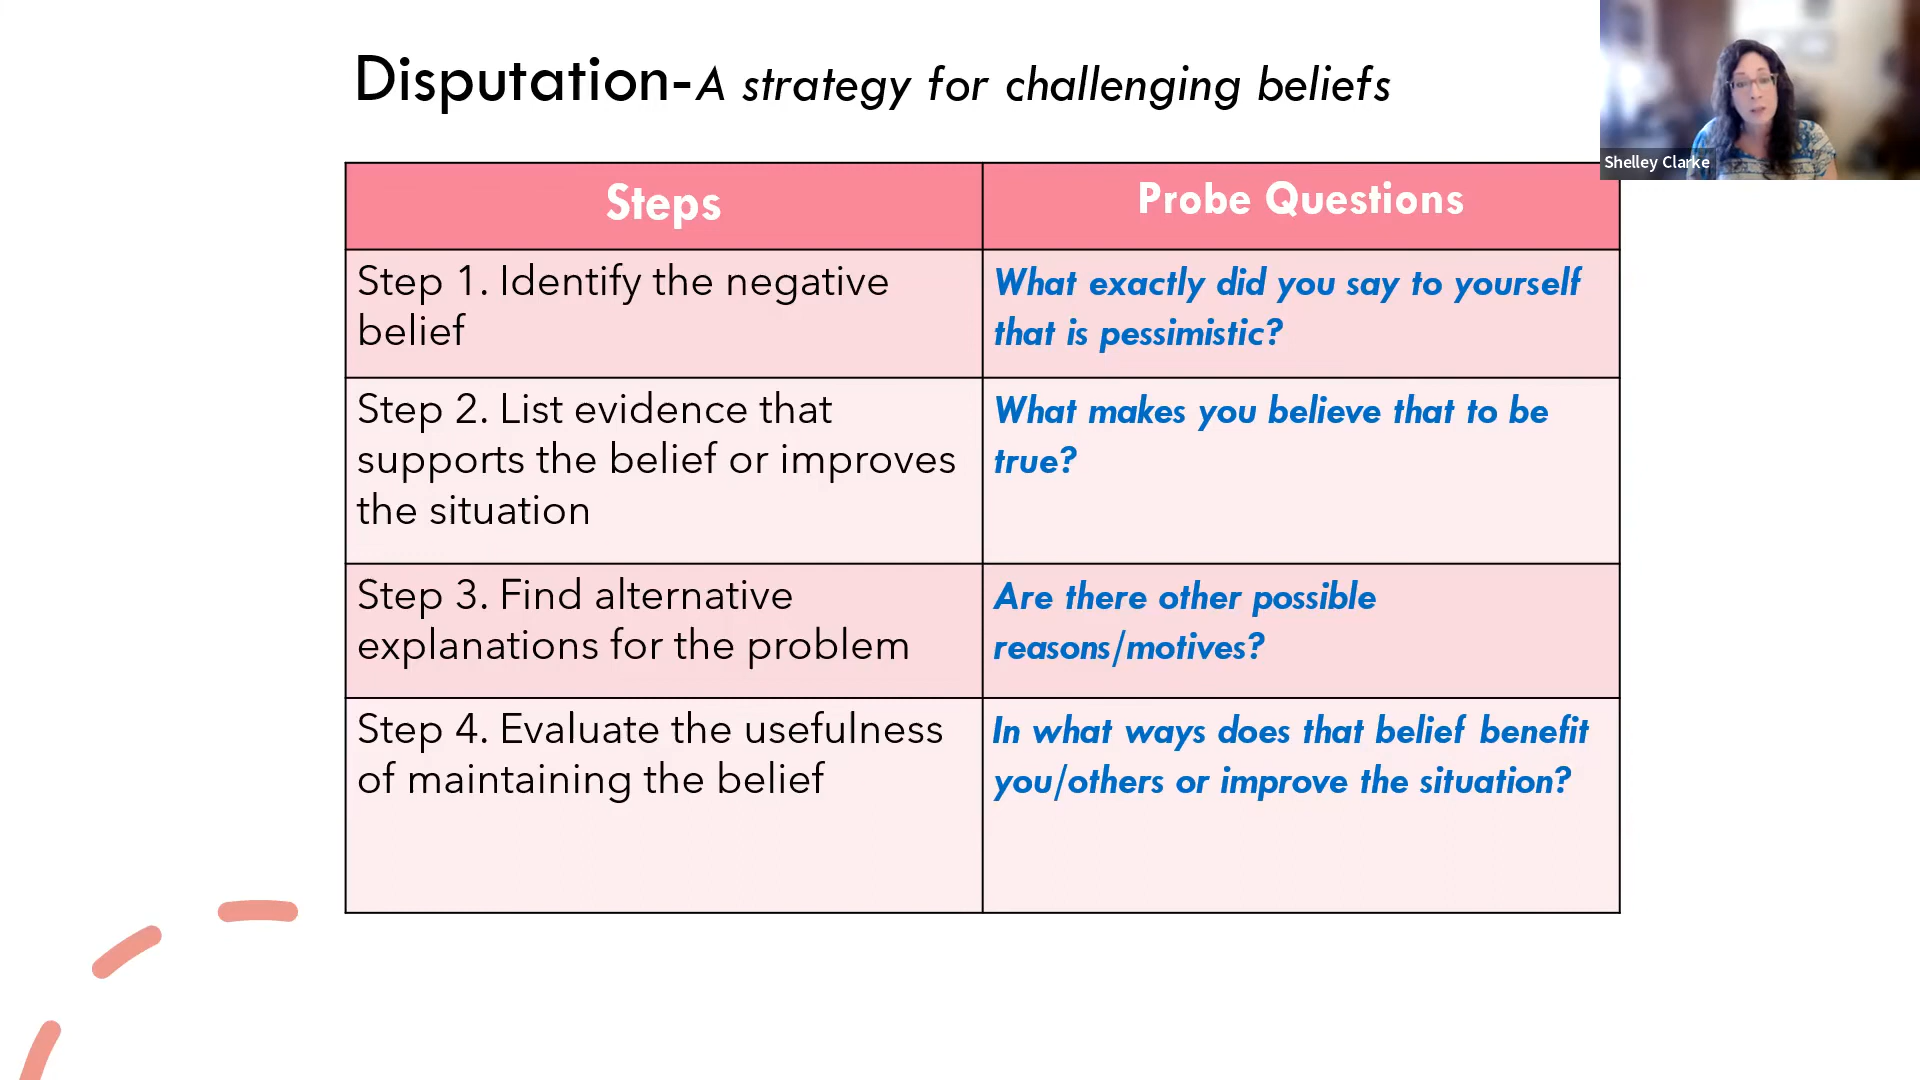 Disputation-A strategy for challenging beliefs
Shelley Clarke
Steps
Probe Questions
Step 1. Identify the negative
belief
What exactly did you say to yourself
that is pessimistic?
Step 2. List evidence that
supports the belief or improves
the situation
What makes you believe that to be
true?
Step 3. Find alternative
explanations for the problem
Are there other possible
reasons/motives?
Step 4. Evaluate the usefulness
of maintaining the belief
In what ways does that belief benefit
you/others or improve the situation?